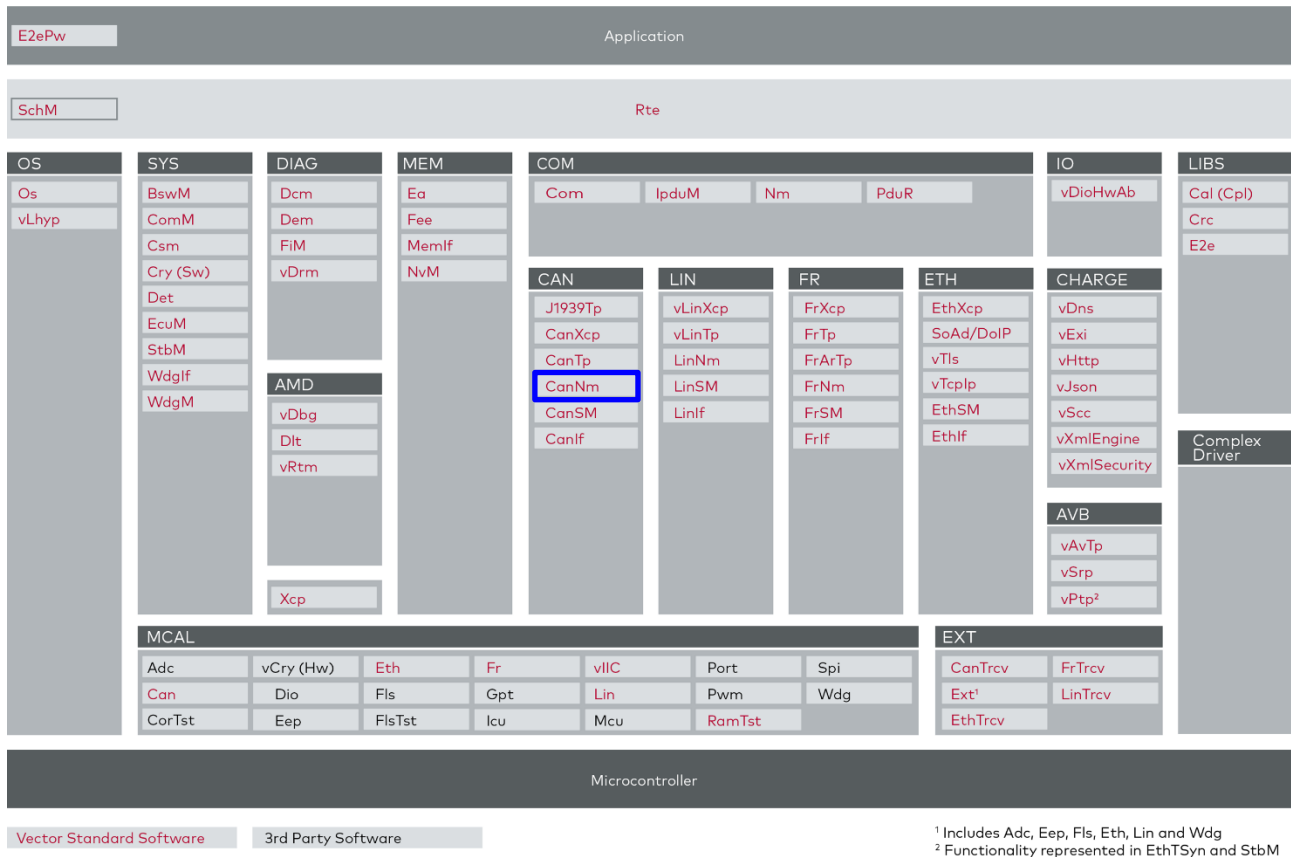 E2ePw
Application
SchM
Rte
OS
Os
vLhyp
SYS
BswM
ComM
Csm
Cry (Sw)
Det
EcuM
StbM
WdgIf
WdgM
DIAG
Dcm
Dem
FiM
vDrm
AMD
vDbg
Dlt
vRtm
Xcp
MEM
Ea
Fee
MemIf
NvM
COM
Com
IpduM
Nm
PduR
CAN
J1939Tp
CanXcp
CanTp
CanNm
CanSM
CanIf
LIN
vLinXcp
vLinTp
LinNm
LinSM
LinIf
FR
FrXcp
FrTp
FrArTp
FrNm
FrSM
FrIf
ETH
EthXcp
SoAd/DoIP
vTls
vTcpIp
EthSM
EthIf
IO
vDioHwAb
CHARGE
vDns
vExi
vHttp
vJson
vScc
vXmlEngine
vXmlSecurity
AVB
vAvTp
vSrp
vPtp²
LIBS
Cal (Cpl)
Crc
E2e
Complex
Driver
MCAL
Adc
vCry (Hw)
Eth
Fr
vIIC
Port
Spi
Can
Dio
Fls
Gpt
Lin
Pwm
Wdg
CorTst
Eep
FlsTst
Icu
Mcu
RamTst
EXT
CanTrcv
FrTrcv
Ext¹
LinTrcv
EthTrcv
Microcontroller
Vector Standard Software
3rd Party Software
¹ Includes Adc, Eep, Fls, Eth, Lin and Wdg
² Functionality represented in EthTSyn and StbM